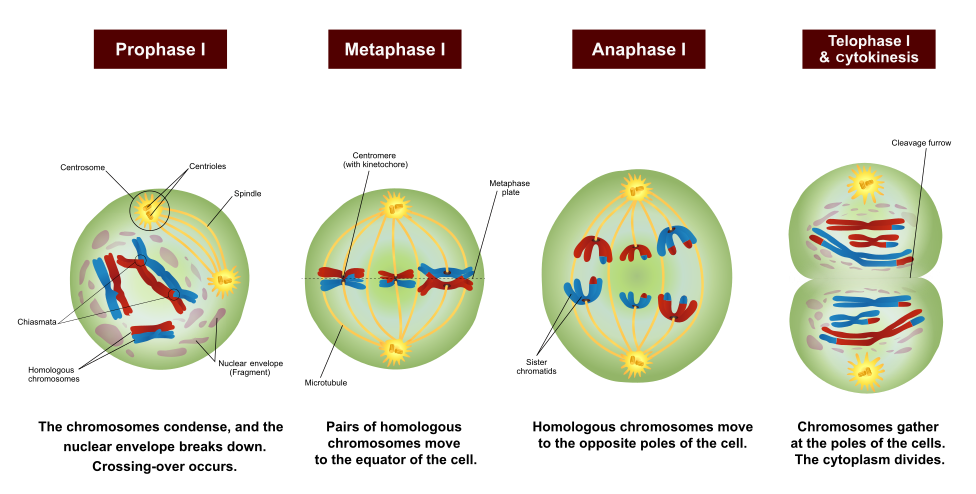 Prophase I
Metaphase I
Anaphase I
Telophase I
& Cytokinesis
Centrosome
Centrioles
Spindle
Chiasmata
Homologous
chromosomes
Nuclear envelope
(Fragment)
Centromere
(with kinetochore)
Metaphase
plate
Microtubule
Sister
chromatids
Cleavage furrow
The chromosomes condense, and the
nuclear envelope breaks down.
Crossing-over occurs.
Pairs of homologous
chromosomes move
to the equator of the cell.
Homologous chromosomes move
to the opposite poles of the cell.
Chromosomes gather
at the poles of the cells.
The cytoplasm divides.